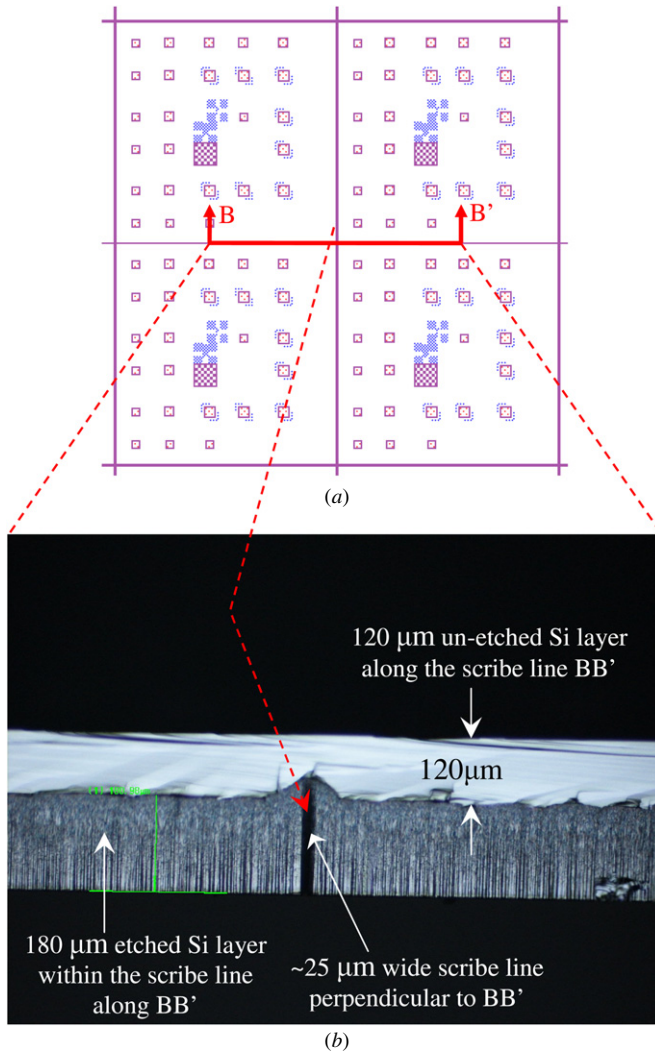 B
B’
(a)
120 μm un-etched Si layer
along the scribe line BB’
120μm
180 μm etched Si layer
within the scribe line
along BB’
~25 μm wide scribe line
perpendicular to BB’
(b)